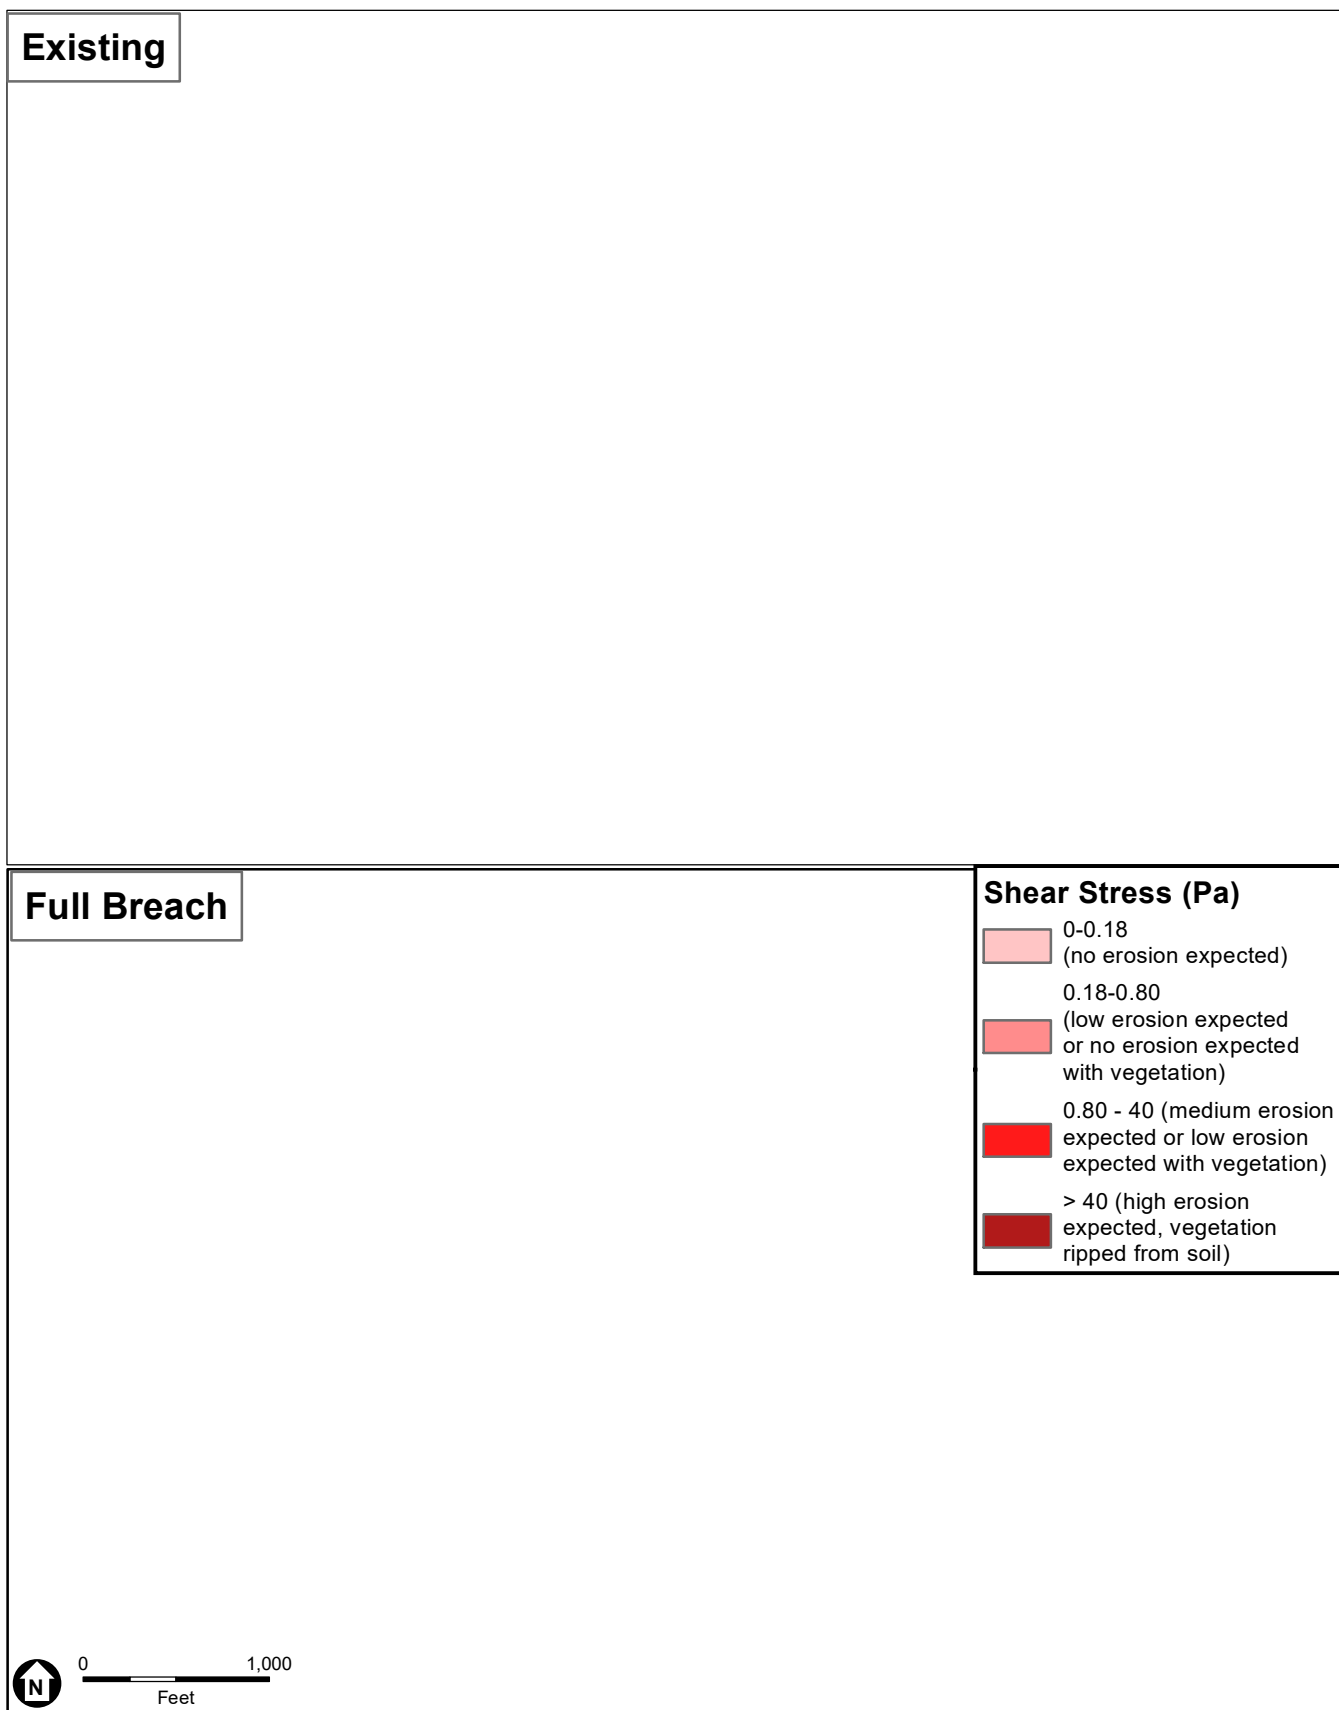 Existing
Full Breach
Shear Stress (Pa)
0-0.18
(no erosion expected)
0.18-0.80
(low erosion expected
or no erosion expected
with vegetation)
0.80 - 40 (medium erosion
expected or low erosion
expected with vegetation)
> 40 (high erosion
expected, vegetation
ripped from soil)
N
0 1,000
Feet